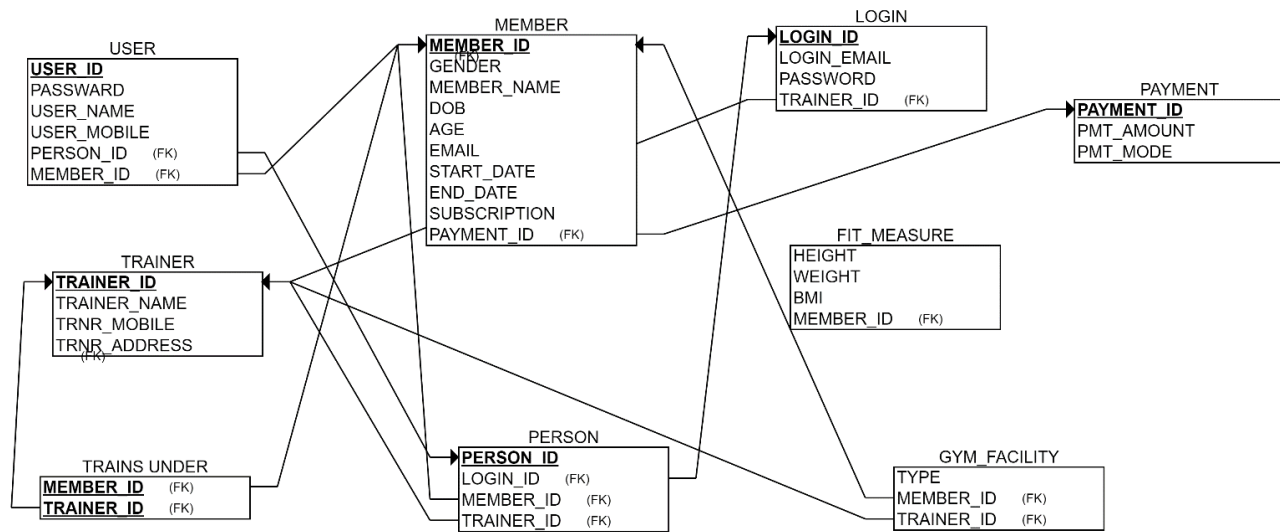 USER
USER_ID
PASSWARD
USER_NAME
USER_MOBILE
PERSON_ID (FK)
MEMBER_ID (FK)
MEMBER
MEMBER_ID
(FK)
GENDER
MEMBER_NAME
DOB
AGE
EMAIL
START_DATE
END_DATE
SUBSCRIPTION
PAYMENT_ID (FK)
LOGIN
LOGIN_ID
LOGIN_EMAIL
PASSWORD
TRAINER_ID (FK)
PAYMENT
PAYMENT_ID
PMT_AMOUNT
PMT_MODE
TRAINER
TRAINER_ID
TRAINER_NAME
TRNR_MOBILE
TRNR_ADDRESS
(FK)
FIT_MEASURE
HEIGHT
WEIGHT
BMI
MEMBER_ID (FK)
TRAINS UNDER
MEMBER_ID (FK)
TRAINER_ID (FK)
PERSON
PERSON_ID
LOGIN_ID (FK)
MEMBER_ID (FK)
TRAINER_ID (FK)
GYM_FACILITY
TYPE
MEMBER_ID (FK)
TRAINER_ID (FK)